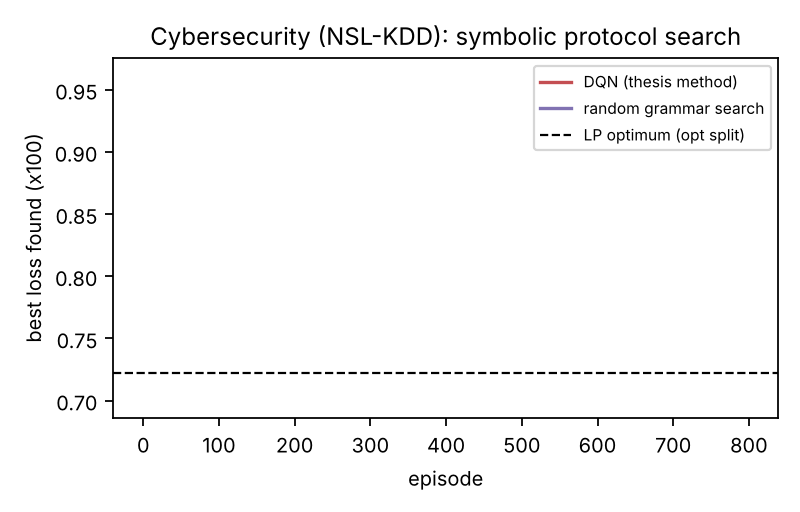 Cybersecurity (NSL-KDD): symbolic protocol search
DQN (thesis method)
random grammar search
LP optimum (opt split)
best loss found (x100)
0.95
0.90
0.85
0.80
0.75
0.70
0 100 200 300 400 500 600 700 800
episode